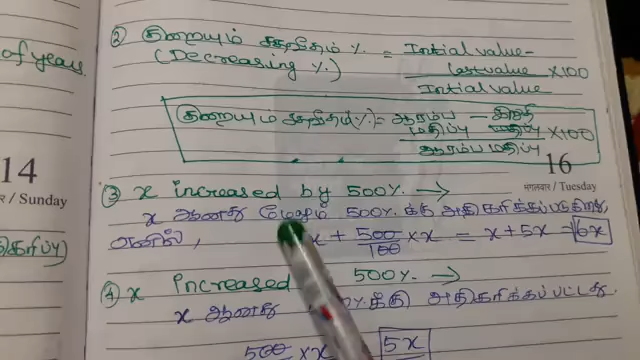 of years.
② குறையும் சதவீதம் % = Initial value -
(Decreasing %) Last value ×100
Initial value
குறையும் சதவீதம்(%) = ஆரம்ப - இறுதி
மதிப்பு மதிப்பு ×100
ஆரம்ப மதிப்பு
14
/ Sunday
16
मंगलवार / Tuesday
③ x increased by 500% →
x ஆனது மேலும் 500% க்கு அதிகரிக்கப்படுகிறது
எனில், x + 500/100 × x = x + 5x = 6x
④ x Increased 500% →
x ஆனது % க்கு அதிகரிக்கப்பட்டது.
500 × x = 5x